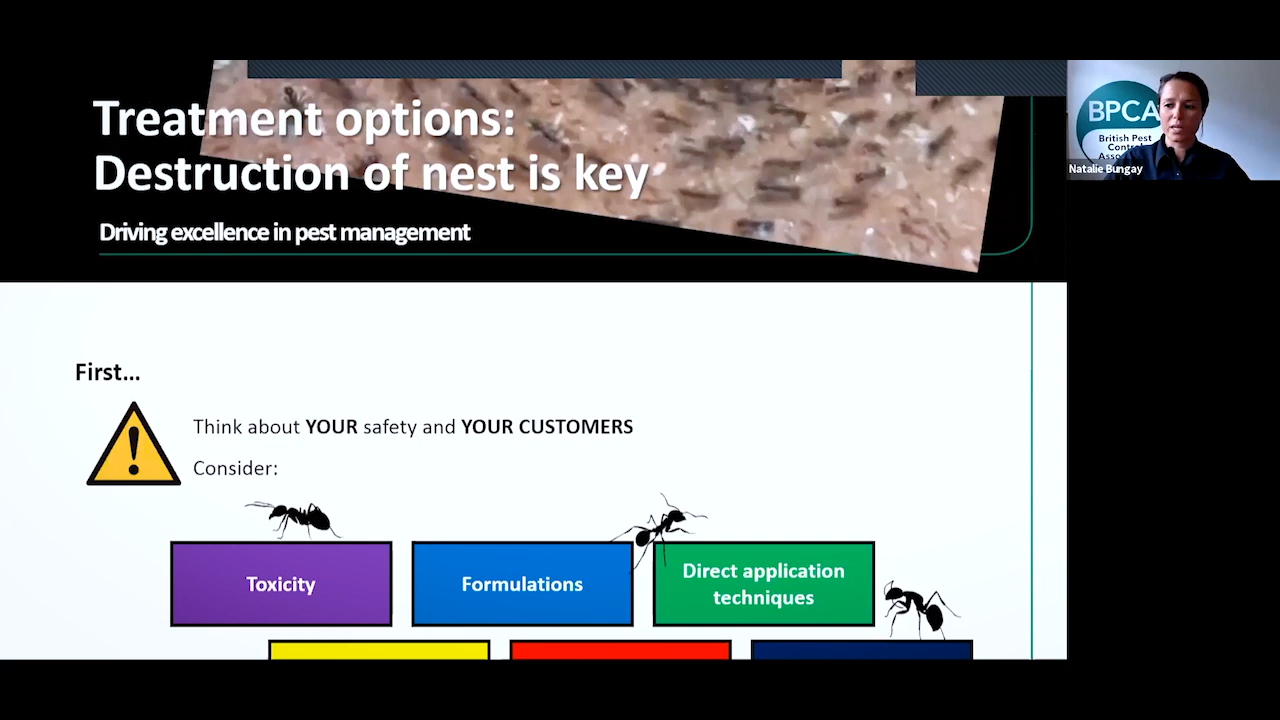 Treatment options:
Destruction of nest is key
Driving excellence in pest management
BPCA
British Pest
Control
Natalie Bungay
First...
Think about YOUR safety and YOUR CUSTOMERS
Consider:
Toxicity
Formulations
Direct application
techniques